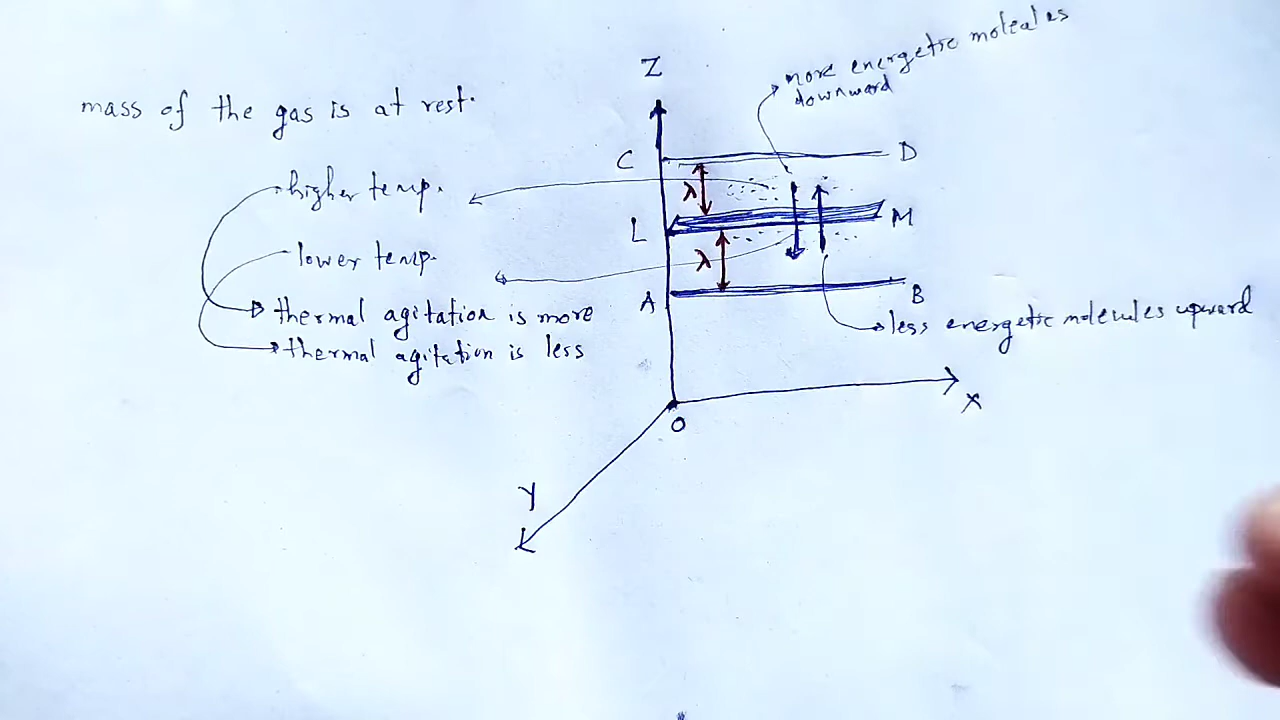 mass of the gas is at rest.
more energetic molecules
downward
Z
C
D
higher temp.
λ
L
M
lower temp.
λ
A
B
thermal agitation is more
less energetic molecules upward
thermal agitation is less
X
O
Y